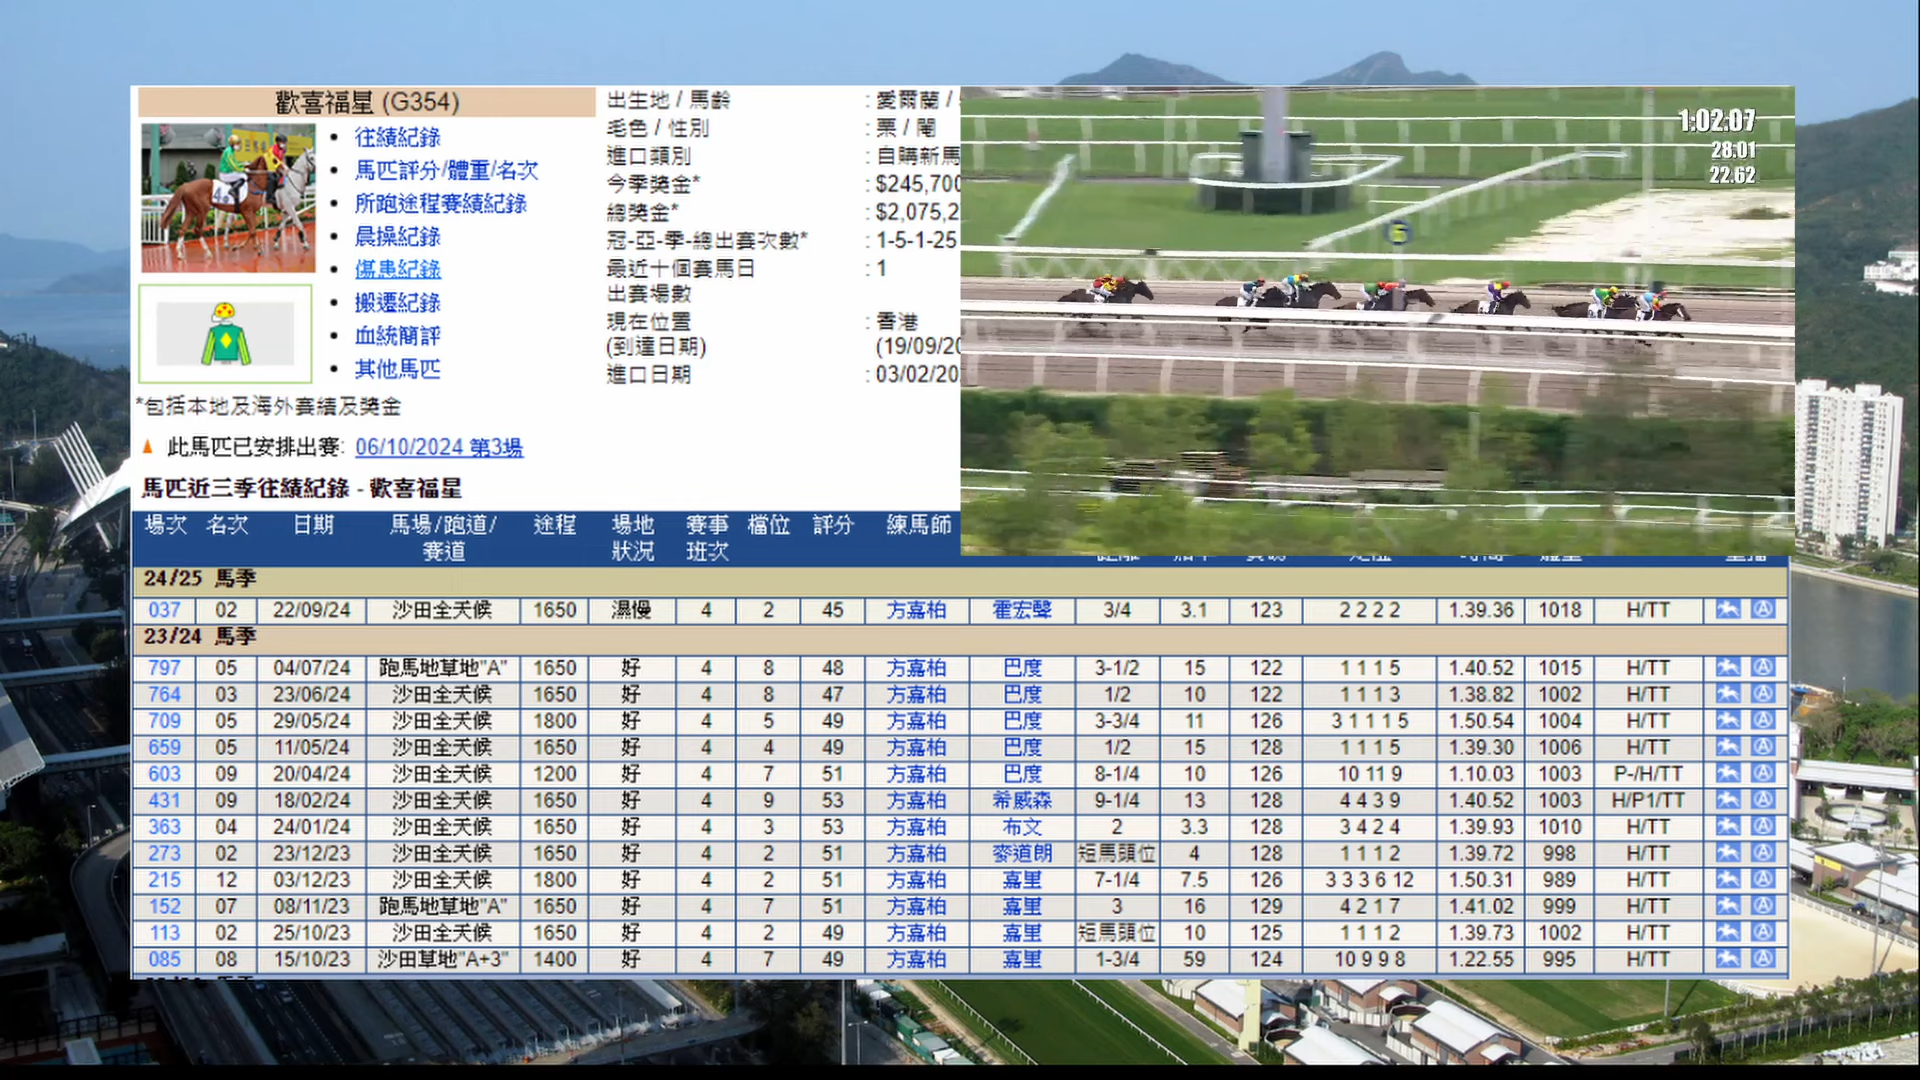 歡喜福星 (G354)
往績紀錄
馬匹評分/體重/名次
所跑途程賽績紀錄
晨操紀錄
傷患紀錄
搬遷紀錄
血統簡評
其他馬匹
*包括本地及海外賽績及獎金
出生地 / 馬齡 : 愛爾蘭 /
毛色 / 性別 : 栗 / 閹
進口類別 : 自購新馬
今季獎金* : $245,700
總獎金* : $2,075,2
冠-亞-季-總出賽次數* : 1-5-1-25
最近十個賽馬日 : 1
出賽場數
現在位置 : 香港
(到達日期) (19/09/20
進口日期 : 03/02/20
1:02.07
28.01
22.62
此馬匹已安排出賽: 06/10/2024 第3場
馬匹近三季往績紀錄 - 歡喜福星
場次 名次 日期 馬場/跑道/ 途程 場地 賽事 檔位 評分 練馬師
賽道 狀況 班次
24/25 馬季
037 02 22/09/24 沙田全天候 1650 濕慢 4 2 45 方嘉柏 霍宏聲 3/4 3.1 123 2 2 2 2 1.39.36 1018 H/TT
23/24 馬季
797 05 04/07/24 跑馬地草地"A" 1650 好 4 8 48 方嘉柏 巴度 3-1/2 15 122 1 1 1 5 1.40.52 1015 H/TT
764 03 23/06/24 沙田全天候 1650 好 4 8 47 方嘉柏 巴度 1/2 10 122 1 1 1 3 1.38.82 1002 H/TT
709 05 29/05/24 沙田全天候 1800 好 4 5 49 方嘉柏 巴度 3-3/4 11 126 3 1 1 1 5 1.50.54 1004 H/TT
659 05 11/05/24 沙田全天候 1650 好 4 4 49 方嘉柏 巴度 1/2 15 128 1 1 1 5 1.39.30 1006 H/TT
603 09 20/04/24 沙田全天候 1200 好 4 7 51 方嘉柏 巴度 8-1/4 10 126 10 11 9 1.10.03 1003 P-/H/TT
431 09 18/02/24 沙田全天候 1650 好 4 9 53 方嘉柏 希威森 9-1/4 13 128 4 4 3 9 1.40.52 1003 H/P1/TT
363 04 24/01/24 沙田全天候 1650 好 4 3 53 方嘉柏 布文 2 3.3 128 3 4 2 4 1.39.93 1010 H/TT
273 02 23/12/23 沙田全天候 1650 好 4 2 51 方嘉柏 麥道朗 短馬頭位 4 128 1 1 1 2 1.39.72 998 H/TT
215 12 03/12/23 沙田全天候 1800 好 4 2 51 方嘉柏 嘉里 7-1/4 7.5 126 3 3 3 6 12 1.50.31 989 H/TT
152 07 08/11/23 跑馬地草地"A" 1650 好 4 7 51 方嘉柏 嘉里 3 16 129 4 2 1 7 1.41.02 999 H/TT
113 02 25/10/23 沙田全天候 1650 好 4 2 49 方嘉柏 嘉里 短馬頭位 10 125 1 1 1 2 1.39.73 1002 H/TT
085 08 15/10/23 沙田草地"A+3" 1400 好 4 7 49 方嘉柏 嘉里 1-3/4 59 124 10 9 9 8 1.22.55 995 H/TT